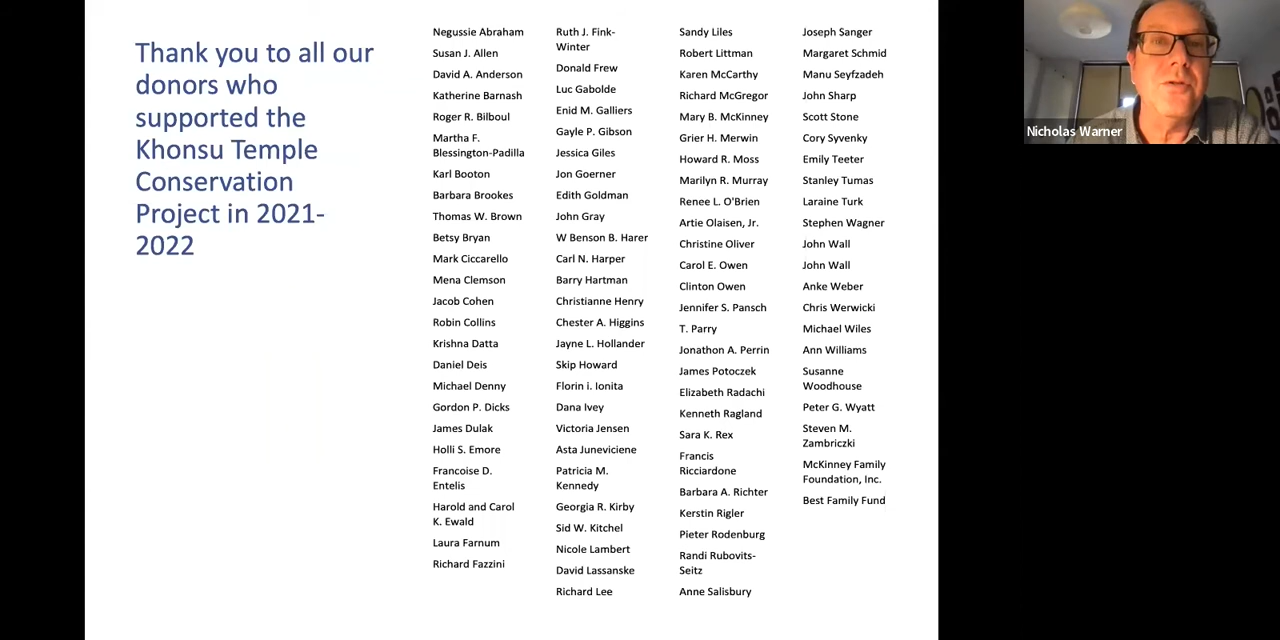 Thank you to all our
donors who
supported the
Khonsu Temple
Conservation
Project in 2021-
2022
Negussie Abraham
Susan J. Allen
David A. Anderson
Katherine Barnash
Roger R. Bilboul
Martha F.
Blessington-Padilla
Karl Booton
Barbara Brookes
Thomas W. Brown
Betsy Bryan
Mark Ciccarello
Mena Clemson
Jacob Cohen
Robin Collins
Krishna Datta
Daniel Deis
Michael Denny
Gordon P. Dicks
James Dulak
Holli S. Emore
Francoise D.
Entelis
Harold and Carol
K. Ewald
Laura Farnum
Richard Fazzini
Ruth J. Fink-
Winter
Donald Frew
Luc Gabolde
Enid M. Galliers
Gayle P. Gibson
Jessica Giles
Jon Goerner
Edith Goldman
John Gray
W Benson B. Harer
Carl N. Harper
Barry Hartman
Christianne Henry
Chester A. Higgins
Jayne L. Hollander
Skip Howard
Florin i. Ionita
Dana Ivey
Victoria Jensen
Asta Juneviciene
Patricia M.
Kennedy
Georgia R. Kirby
Sid W. Kitchel
Nicole Lambert
David Lassanske
Richard Lee
Sandy Liles
Robert Littman
Karen McCarthy
Richard McGregor
Mary B. McKinney
Grier H. Merwin
Howard R. Moss
Marilyn R. Murray
Renee L. O'Brien
Artie Olaisen, Jr.
Christine Oliver
Carol E. Owen
Clinton Owen
Jennifer S. Pansch
T. Parry
Jonathon A. Perrin
James Potoczek
Elizabeth Radachi
Kenneth Ragland
Sara K. Rex
Francis
Ricciardone
Barbara A. Richter
Kerstin Rigler
Pieter Rodenburg
Randi Rubovits-
Seitz
Anne Salisbury
Joseph Sanger
Margaret Schmid
Manu Seyfzadeh
John Sharp
Scott Stone
Cory Syvenky
Emily Teeter
Stanley Tumas
Laraine Turk
Stephen Wagner
John Wall
John Wall
Anke Weber
Chris Werwicki
Michael Wiles
Ann Williams
Susanne
Woodhouse
Peter G. Wyatt
Steven M.
Zambriczki
McKinney Family
Foundation, Inc.
Best Family Fund
Nicholas Warner